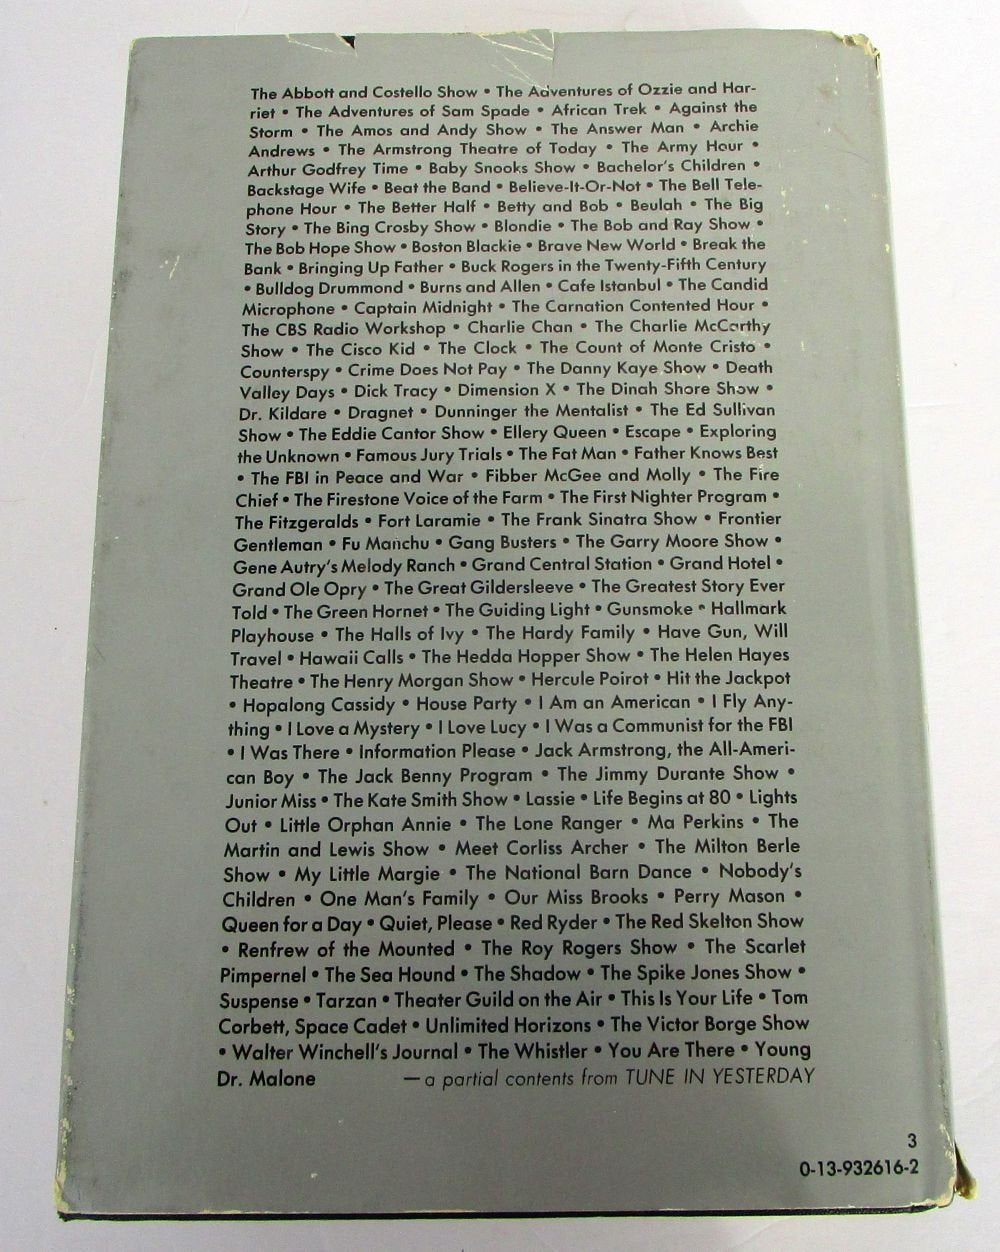 The Abbott and Costello Show • The Adventures of Ozzie and Har-
riet • The Adventures of Sam Spade • African Trek • Against the
Storm • The Amos and Andy Show • The Answer Man • Archie
Andrews • The Armstrong Theatre of Today • The Army Hour •
Arthur Godfrey Time • Baby Snooks Show • Bachelor's Children •
Backstage Wife • Beat the Band • Believe-It-Or-Not • The Bell Tele-
phone Hour • The Better Half • Betty and Bob • Beulah • The Big
Story • The Bing Crosby Show • Blondie • The Bob and Ray Show •
The Bob Hope Show • Boston Blackie • Brave New World • Break the
Bank • Bringing Up Father • Buck Rogers in the Twenty-Fifth Century
• Bulldog Drummond • Burns and Allen • Cafe Istanbul • The Candid
Microphone • Captain Midnight • The Carnation Contented Hour •
The CBS Radio Workshop • Charlie Chan • The Charlie McCarthy
Show • The Cisco Kid • The Clock • The Count of Monte Cristo •
Counterspy • Crime Does Not Pay • The Danny Kaye Show • Death
Valley Days • Dick Tracy • Dimension X • The Dinah Shore Show •
Dr. Kildare • Dragnet • Dunninger the Mentalist • The Ed Sullivan
Show • The Eddie Cantor Show • Ellery Queen • Escape • Exploring
the Unknown • Famous Jury Trials • The Fat Man • Father Knows Best
• The FBI in Peace and War • Fibber McGee and Molly • The Fire
Chief • The Firestone Voice of the Farm • The First Nighter Program •
The Fitzgeralds • Fort Laramie • The Frank Sinatra Show • Frontier
Gentleman • Fu Manchu • Gang Busters • The Garry Moore Show •
Gene Autry's Melody Ranch • Grand Central Station • Grand Hotel •
Grand Ole Opry • The Great Gildersleeve • The Greatest Story Ever
Told • The Green Hornet • The Guiding Light • Gunsmoke • Hallmark
Playhouse • The Halls of Ivy • The Hardy Family • Have Gun, Will
Travel • Hawaii Calls • The Hedda Hopper Show • The Helen Hayes
Theatre • The Henry Morgan Show • Hercule Poirot • Hit the Jackpot
• Hopalong Cassidy • House Party • I Am an American • I Fly Any-
thing • I Love a Mystery • I Love Lucy • I Was a Communist for the FBI
• I Was There • Information Please • Jack Armstrong, the All-Ameri-
can Boy • The Jack Benny Program • The Jimmy Durante Show •
Junior Miss • The Kate Smith Show • Lassie • Life Begins at 80 • Lights
Out • Little Orphan Annie • The Lone Ranger • Ma Perkins • The
Martin and Lewis Show • Meet Corliss Archer • The Milton Berle
Show • My Little Margie • The National Barn Dance • Nobody's
Children • One Man's Family • Our Miss Brooks • Perry Mason •
Queen for a Day • Quiet, Please • Red Ryder • The Red Skelton Show
• Renfrew of the Mounted • The Roy Rogers Show • The Scarlet
Pimpernel • The Sea Hound • The Shadow • The Spike Jones Show •
Suspense • Tarzan • Theater Guild on the Air • This Is Your Life • Tom
Corbett, Space Cadet • Unlimited Horizons • The Victor Borge Show
• Walter Winchell's Journal • The Whistler • You Are There • Young
Dr. Malone — a partial contents from TUNE IN YESTERDAY
3
0-13-932616-2